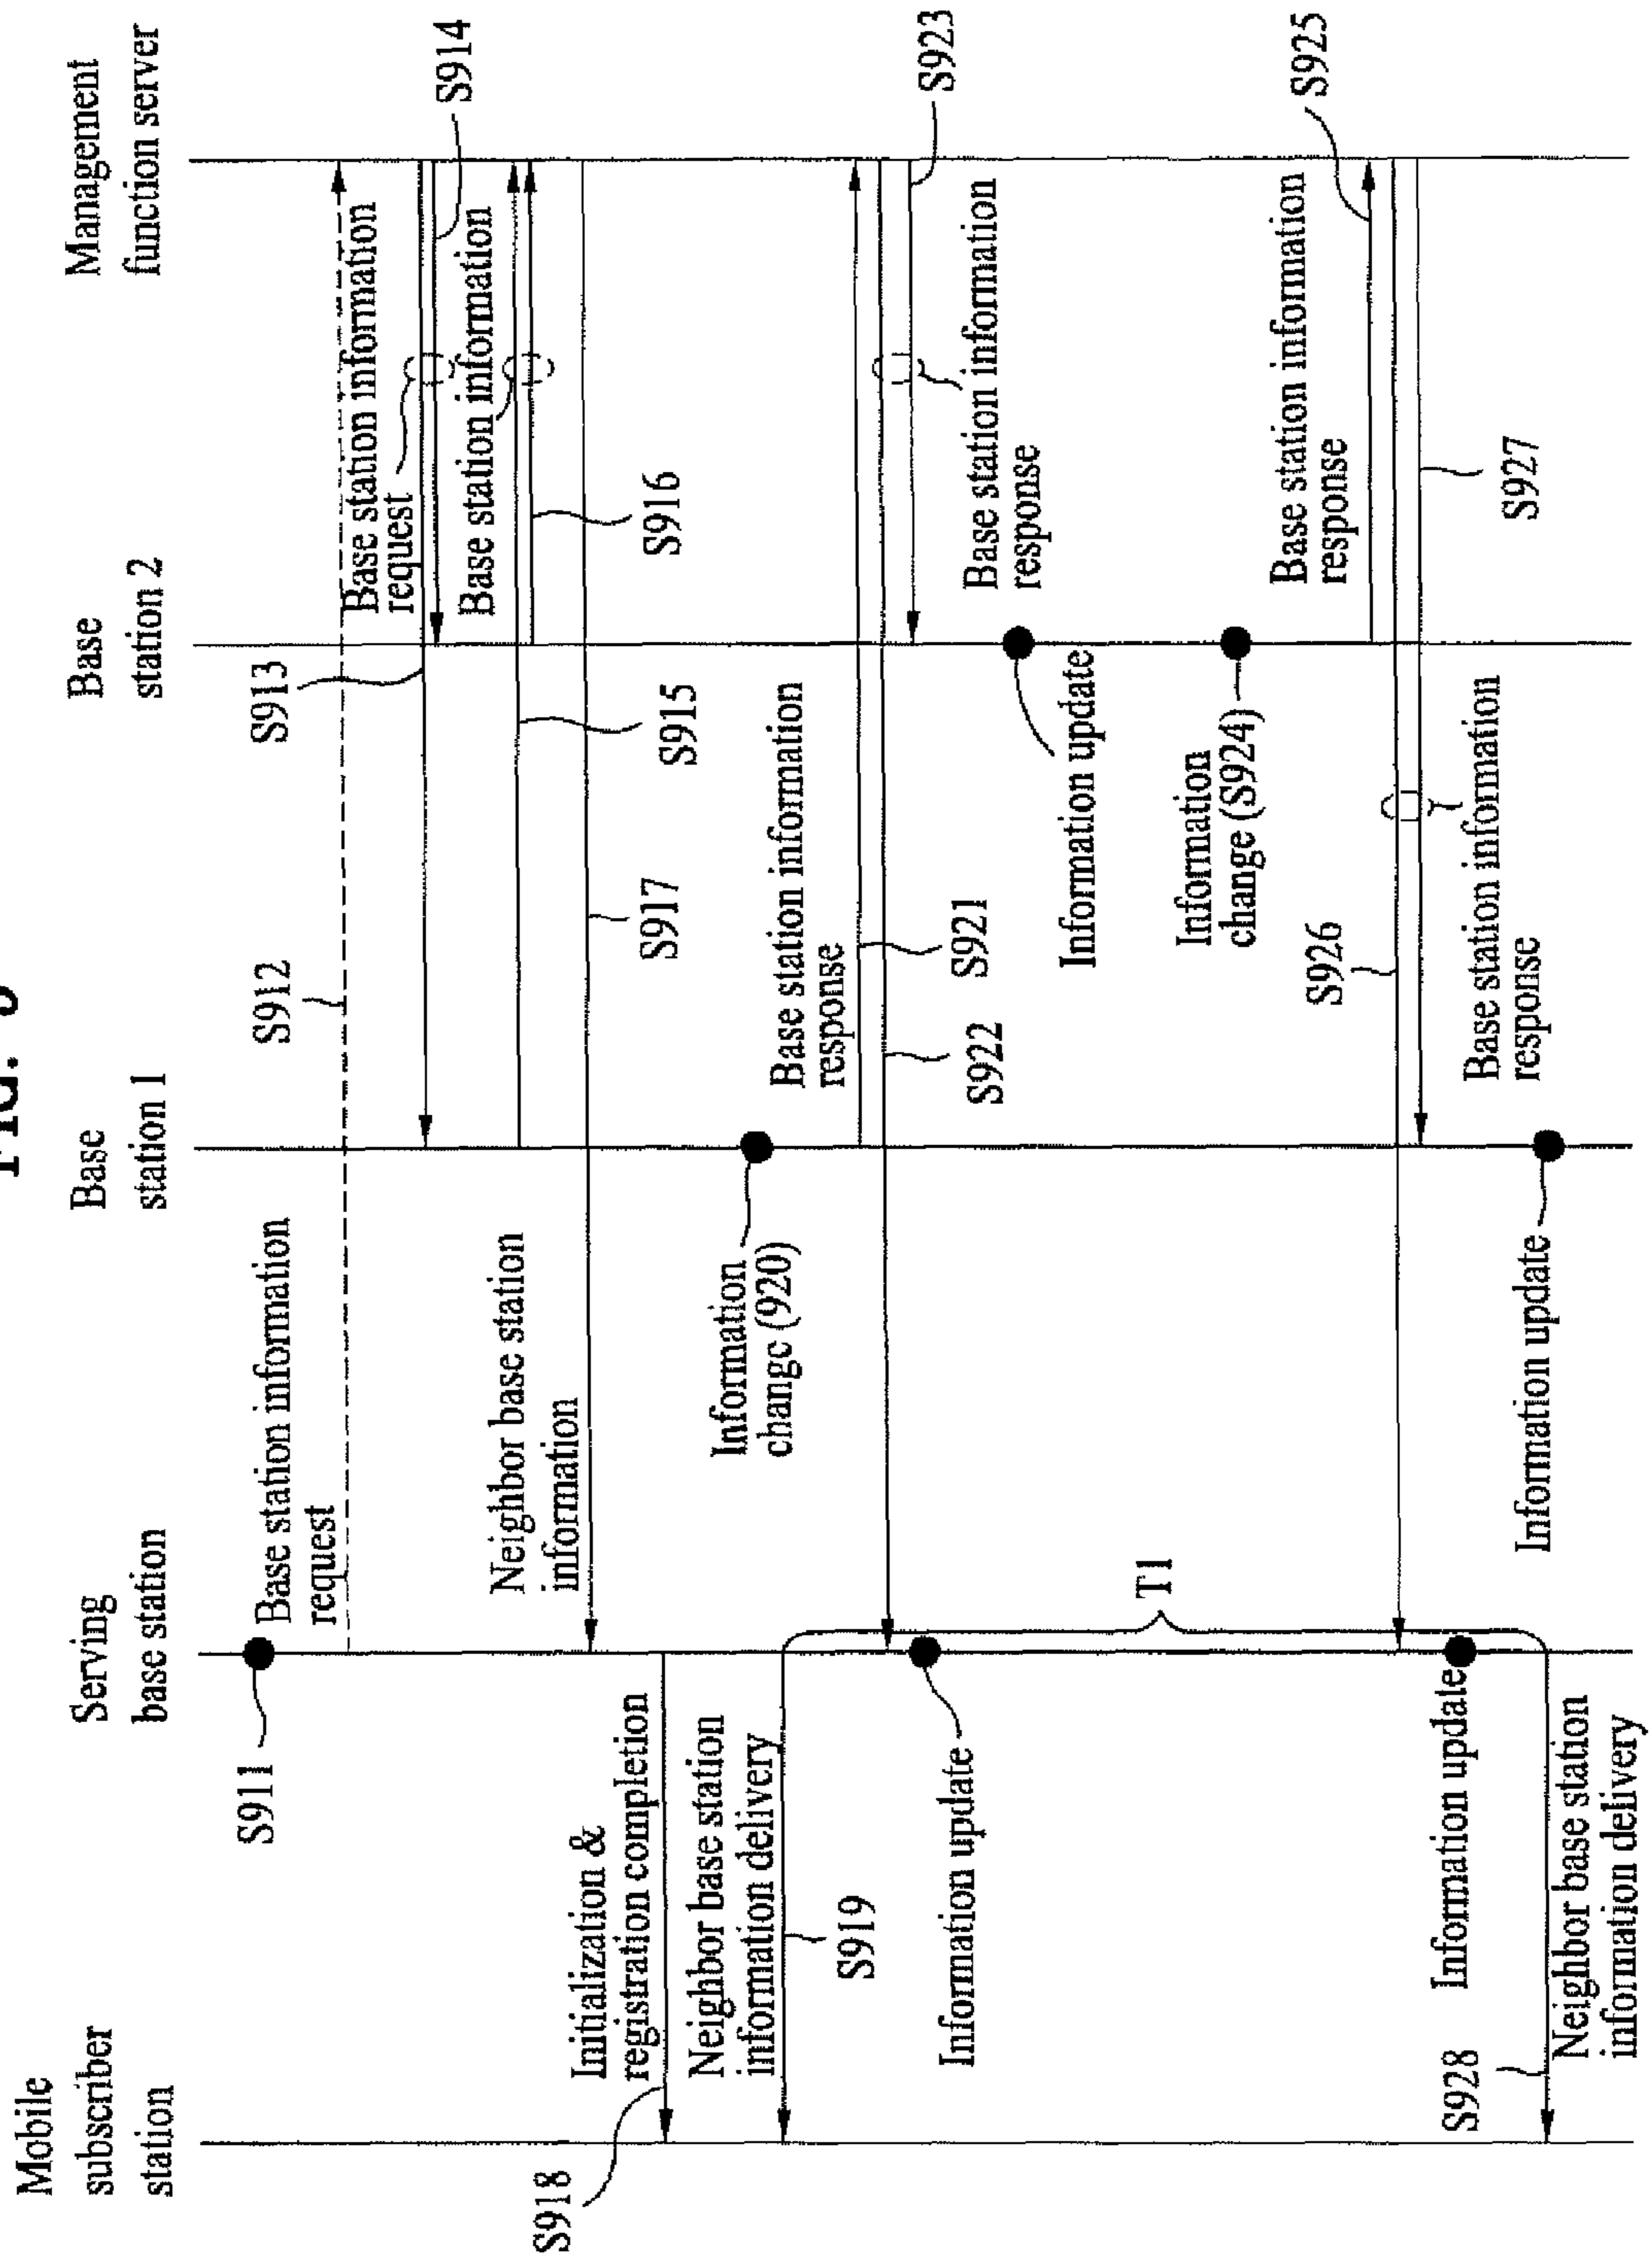 FIG. 9
Mobile
subscriber
station
Serving
base station
Base
station 1
Base
station 2
Management
function server
S911
Base station information
request
S912
S913
Base station information
request
S914
Base station information
S915
S916
Neighbor base station
information
S917
Initialization &
registration completion
S918
Neighbor base station
information delivery
S919
Information
change (920)
Base station information
response
S921
S922
S923
Base station information
response
Information update
Information update
T1
Information
change (S924)
Base station information
response
S925
S926
S927
Base station information
response
Information update
Information update
S928
Neighbor base station
information delivery